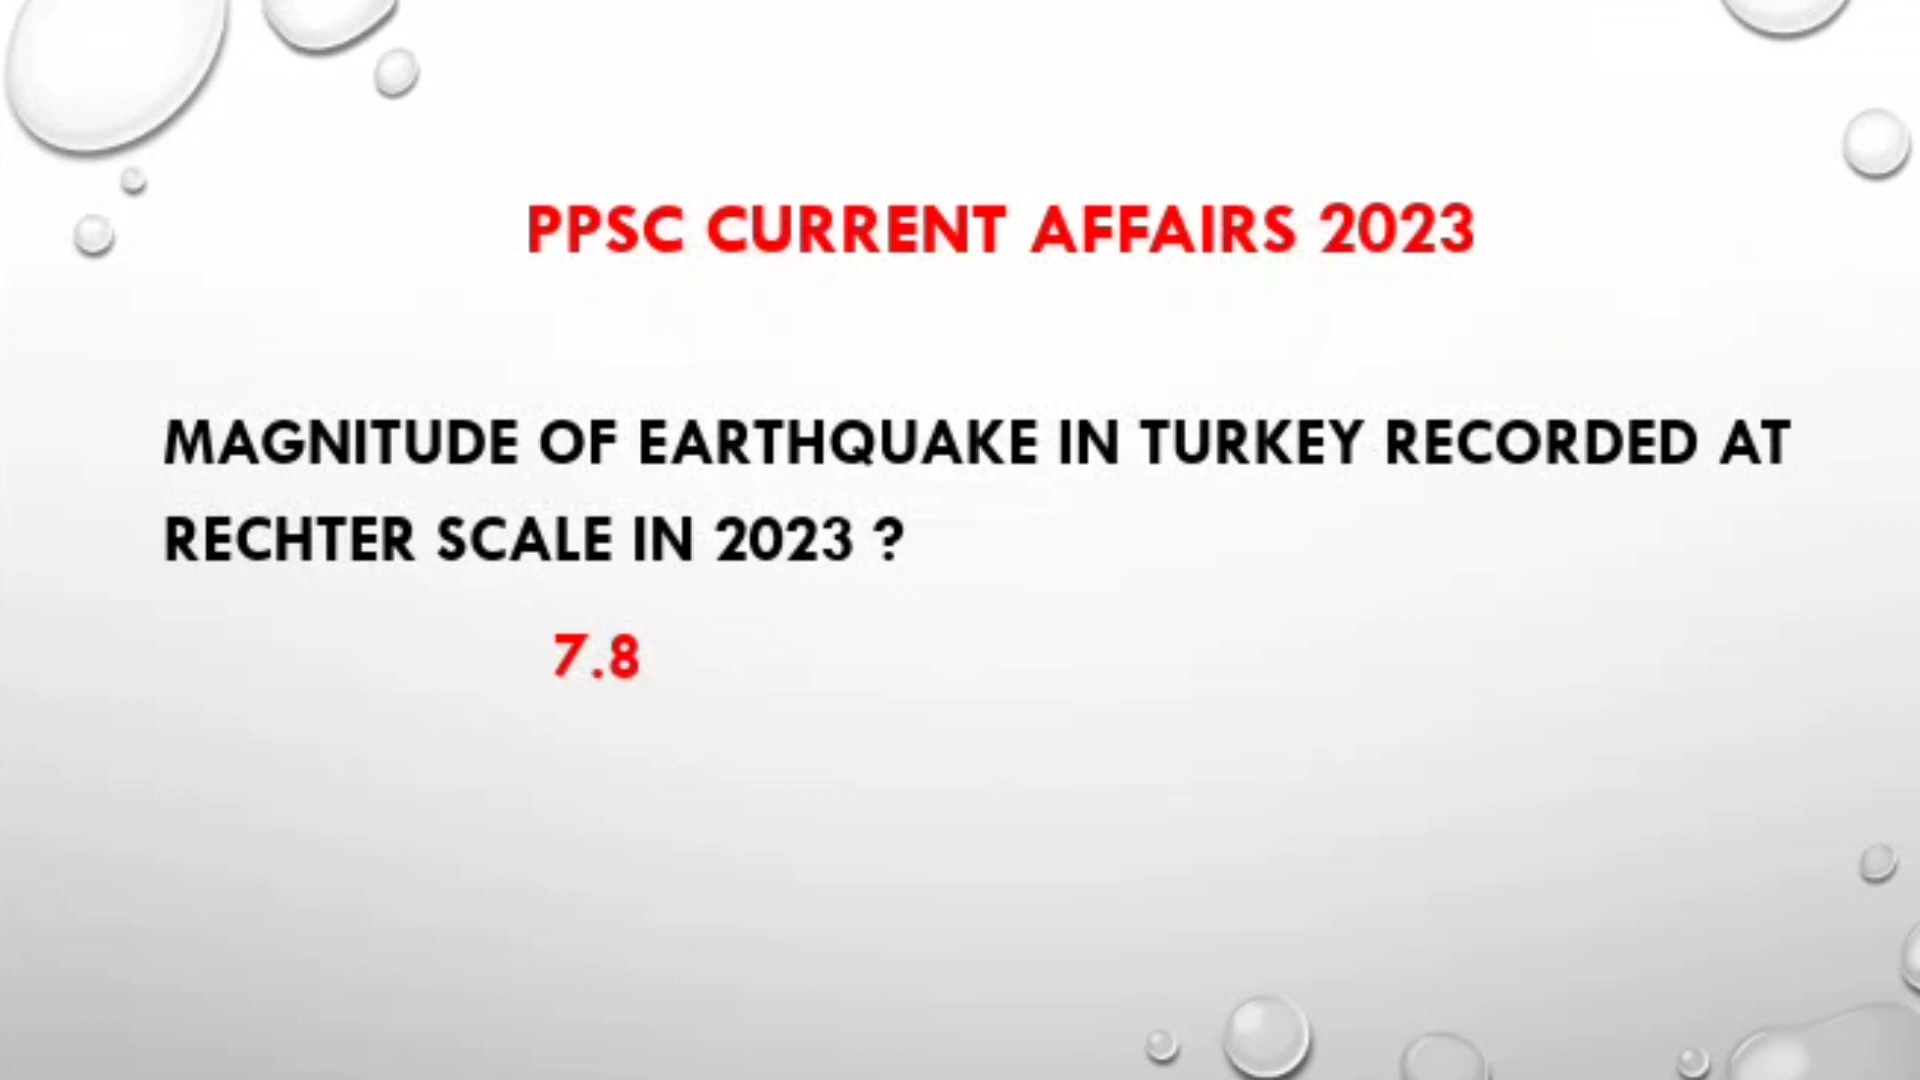 PPSC CURRENT AFFAIRS 2023
MAGNITUDE OF EARTHQUAKE IN TURKEY RECORDED AT
RECHTER SCALE IN 2023 ?
7.8